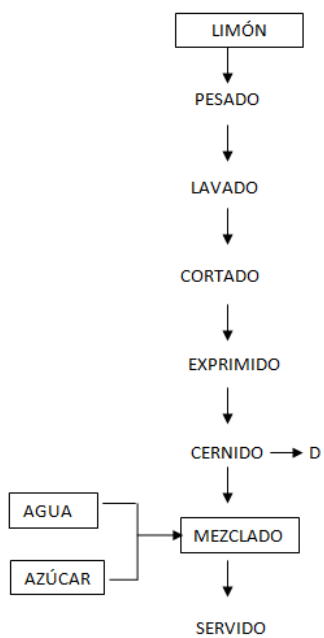 LIMÓN
PESADO
LAVADO
CORTADO
EXPRIMIDO
CERNIDO D
AGUA
MEZCLADO
AZÚCAR
SERVIDO